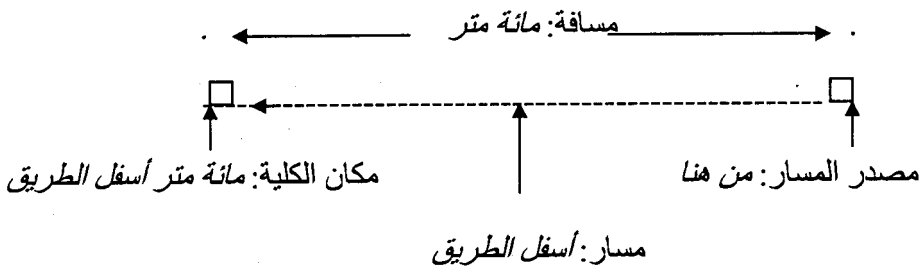 مسافة: مائة متر
مصدر المسار: من هنا
مكان الكلية: مائة متر أسفل الطريق
مسار: أسفل الطريق